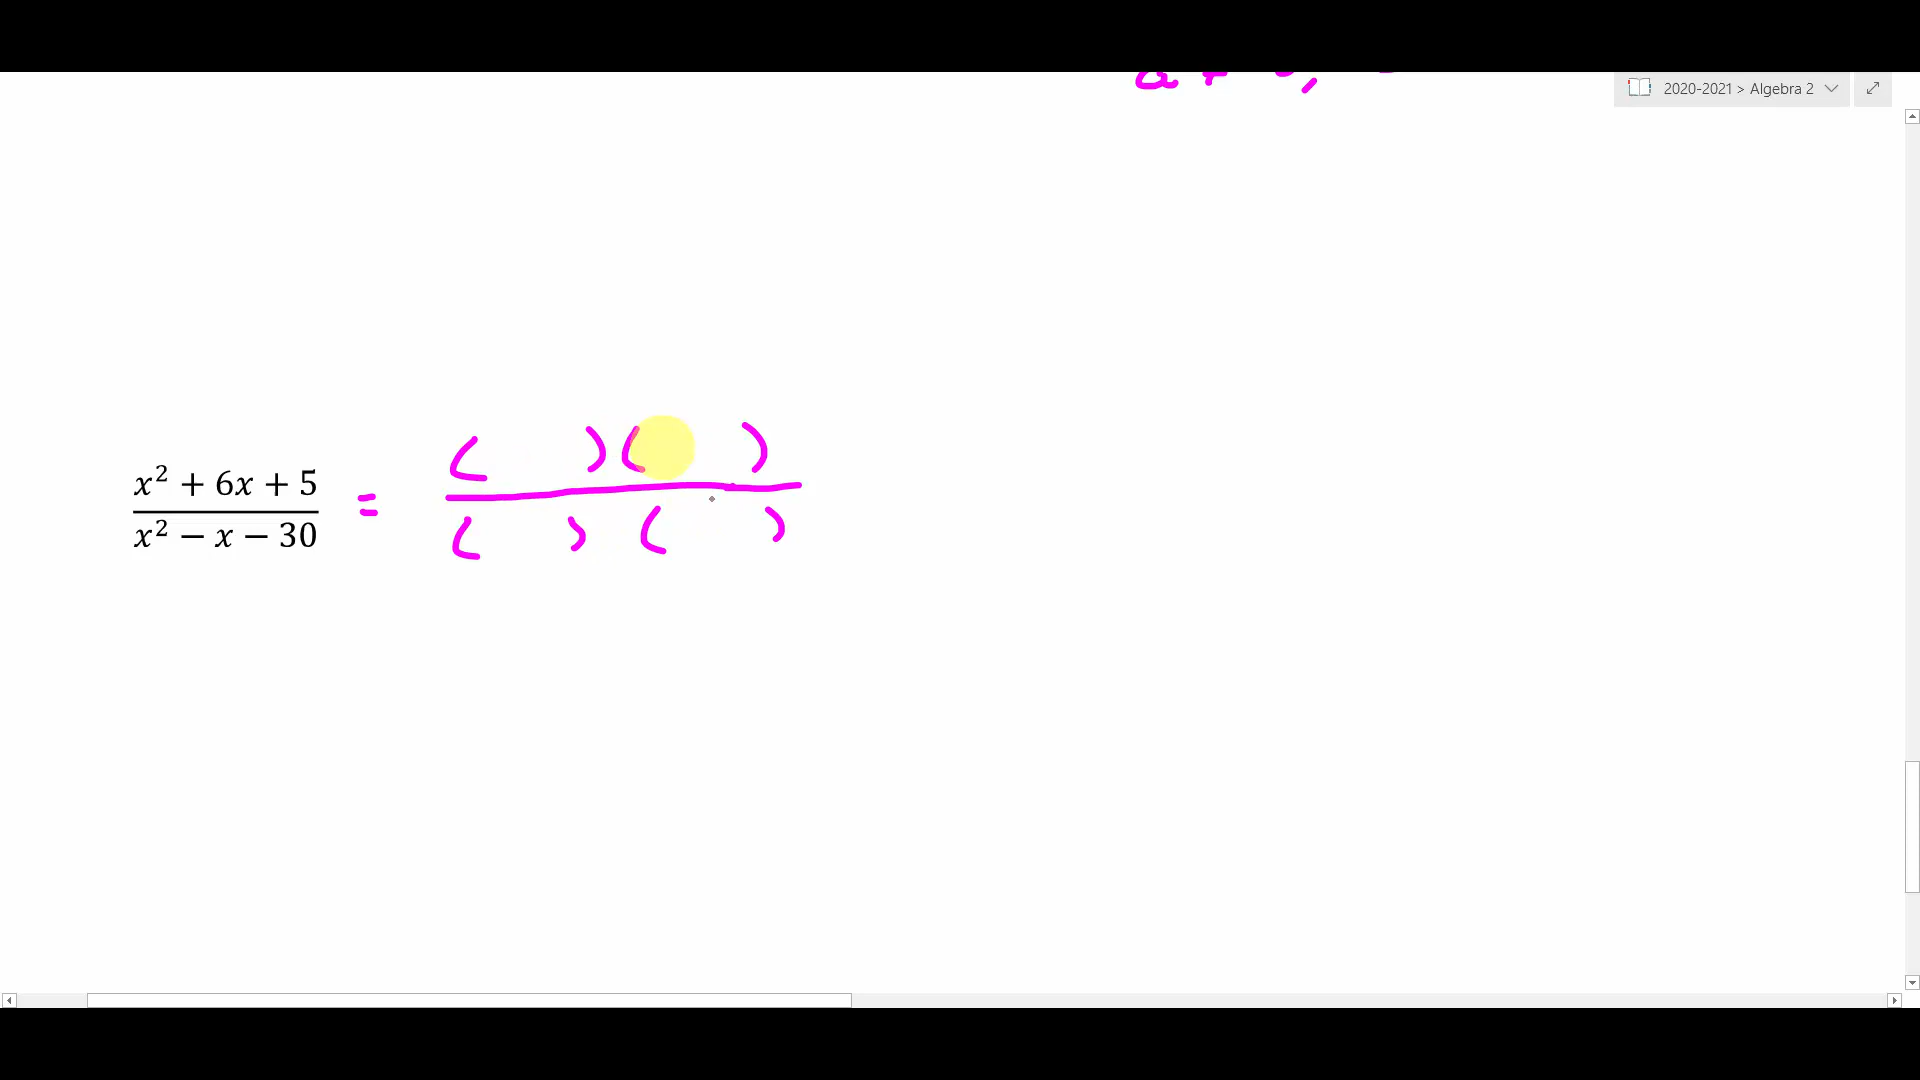 2020-2021 > Algebra 2
x² + 6x + 5 = ( )( )
x² − x − 30 ( ) ( )